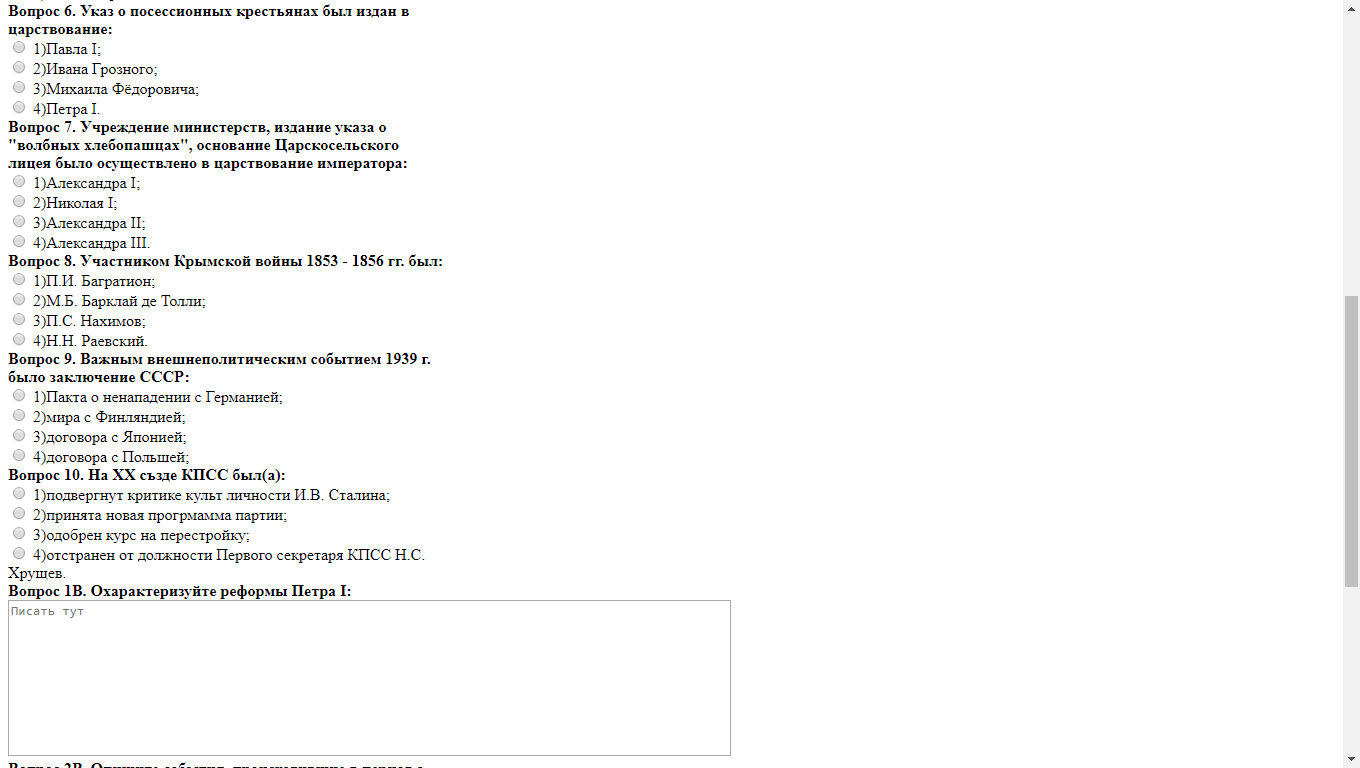 Вопрос 6. Указ о посессионных крестьянах был издан в
царствование:
1)Павла I;
2)Ивана Грозного;
3)Михаила Фёдоровича;
4)Петра I.
Вопрос 7. Учреждение министерств, издание указа о
"волбных хлебопашцах", основание Царскосельского
лицея было осуществлено в царствование императора:
1)Александра I;
2)Николая I;
3)Александра II;
4)Александра III.
Вопрос 8. Участником Крымской войны 1853 - 1856 гг. был:
1)П.И. Багратион;
2)М.Б. Барклай де Толли;
3)П.С. Нахимов;
4)Н.Н. Раевский.
Вопрос 9. Важным внешнеполитическим событием 1939 г.
было заключение СССР:
1)Пакта о ненападении с Германией;
2)мира с Финляндией;
3)договора с Японией;
4)договора с Польшей;
Вопрос 10. На XX създе КПСС был(а):
1)подвергнут критике культ личности И.В. Сталина;
2)принята новая прогрмамма партии;
3)одобрен курс на перестройку;
4)отстранен от должности Первого секретаря КПСС Н.С.
Хрущев.
Вопрос 1В. Охарактеризуйте реформы Петра I:
Писать тут